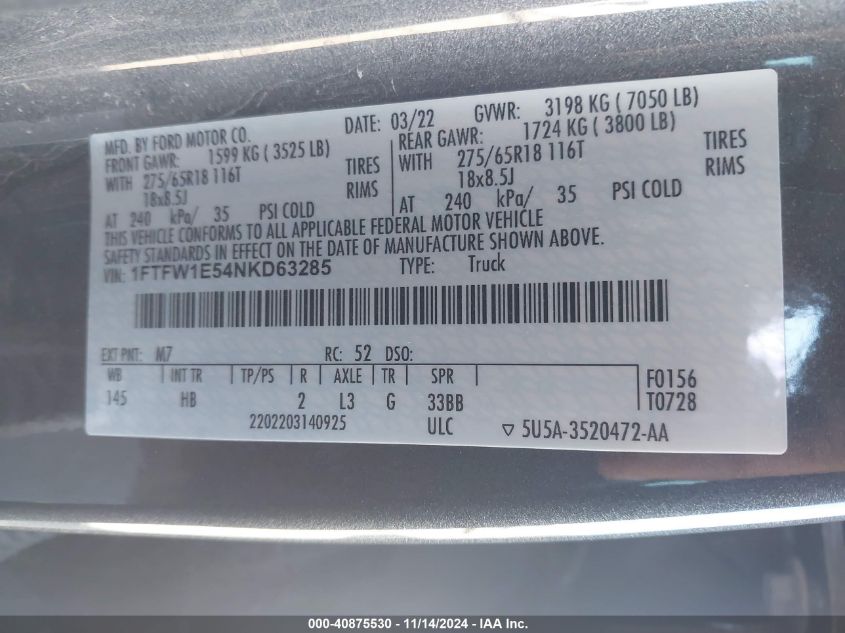 MFD. BY FORD MOTOR CO. DATE: 03/22 GVWR: 3198 KG ( 7050 LB)
FRONT GAWR: 1599 KG ( 3525 LB) REAR GAWR: 1724 KG ( 3800 LB)
WITH 275/65R18 116T TIRES WITH 275/65R18 116T TIRES
18x8.5J RIMS 18x8.5J RIMS
AT 240 kPa/ 35 PSI COLD AT 240 kPa/ 35 PSI COLD
THIS VEHICLE CONFORMS TO ALL APPLICABLE FEDERAL MOTOR VEHICLE
SAFETY STANDARDS IN EFFECT ON THE DATE OF MANUFACTURE SHOWN ABOVE.
VIN: 1FTFW1E54NKD63285 TYPE: Truck
EXT PNT: M7 RC: 52 DSO:
WB INT TR TP/PS R AXLE TR SPR F0156
145 HB 2 L3 G 33BB T0728
2202203140925 ULC ▽ 5U5A-3520472-AA
000-40875530 - 11/14/2024 - IAA Inc.